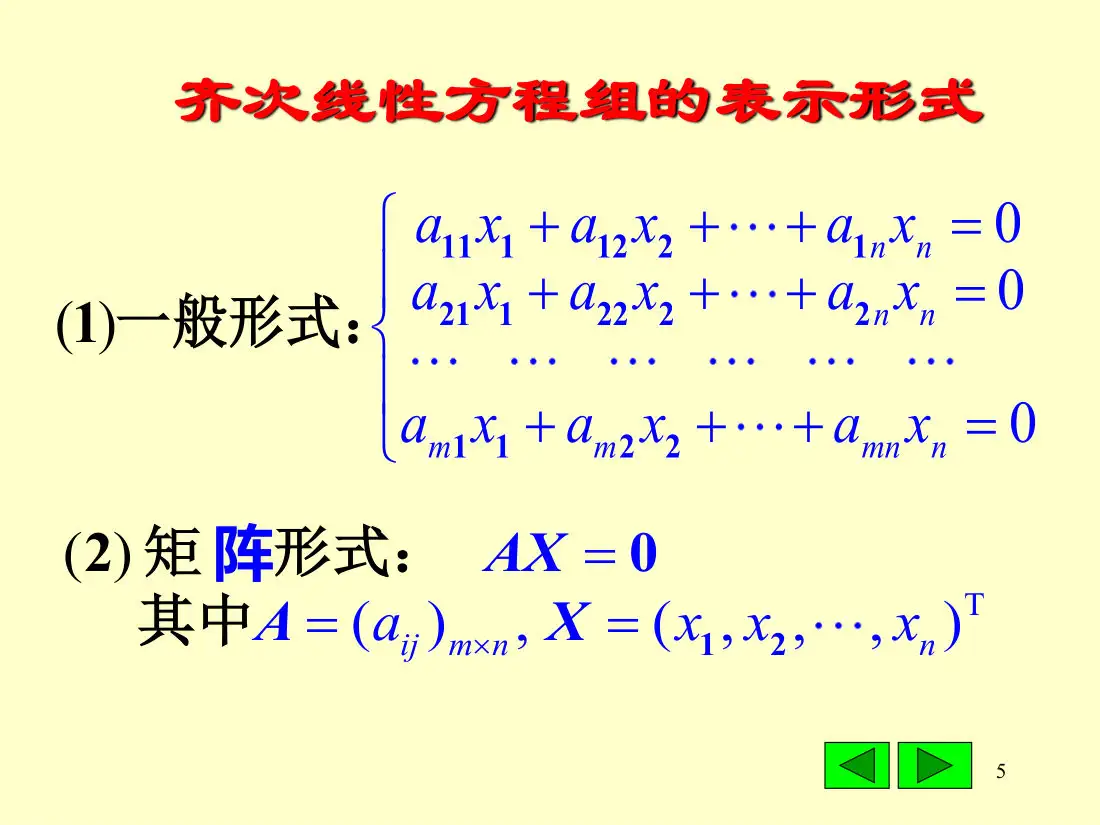 齐次线性方程组的表示形式
a₁₁x₁ + a₁₂x₂ + ⋯ + a₁ₙxₙ = 0
a₂₁x₁ + a₂₂x₂ + ⋯ + a₂ₙxₙ = 0
(1)一般形式：
⋯ ⋯ ⋯ ⋯ ⋯ ⋯
aₘ₁x₁ + aₘ₂x₂ + ⋯ + aₘₙxₙ = 0
(2) 矩阵形式： AX = 0
其中A = (aᵢⱼ)ₘ×ₙ, X = (x₁, x₂, ⋯, xₙ)ᵀ
5